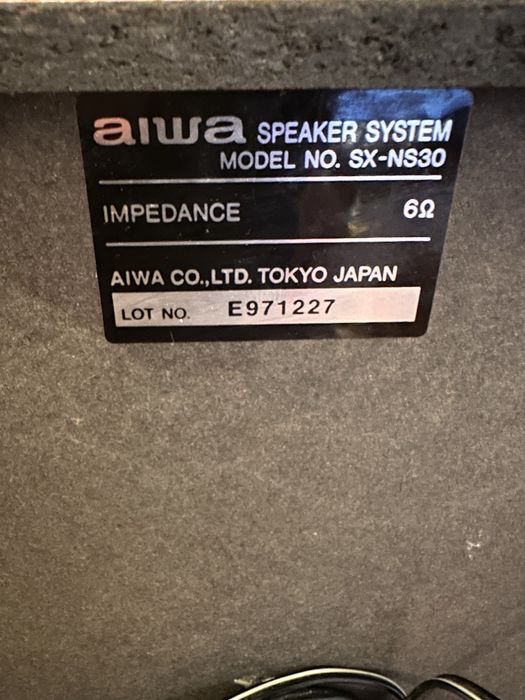 aiwa SPEAKER SYSTEM
MODEL NO. SX-NS30
IMPEDANCE 6Ω
AIWA CO.,LTD. TOKYO JAPAN
LOT NO. E971227